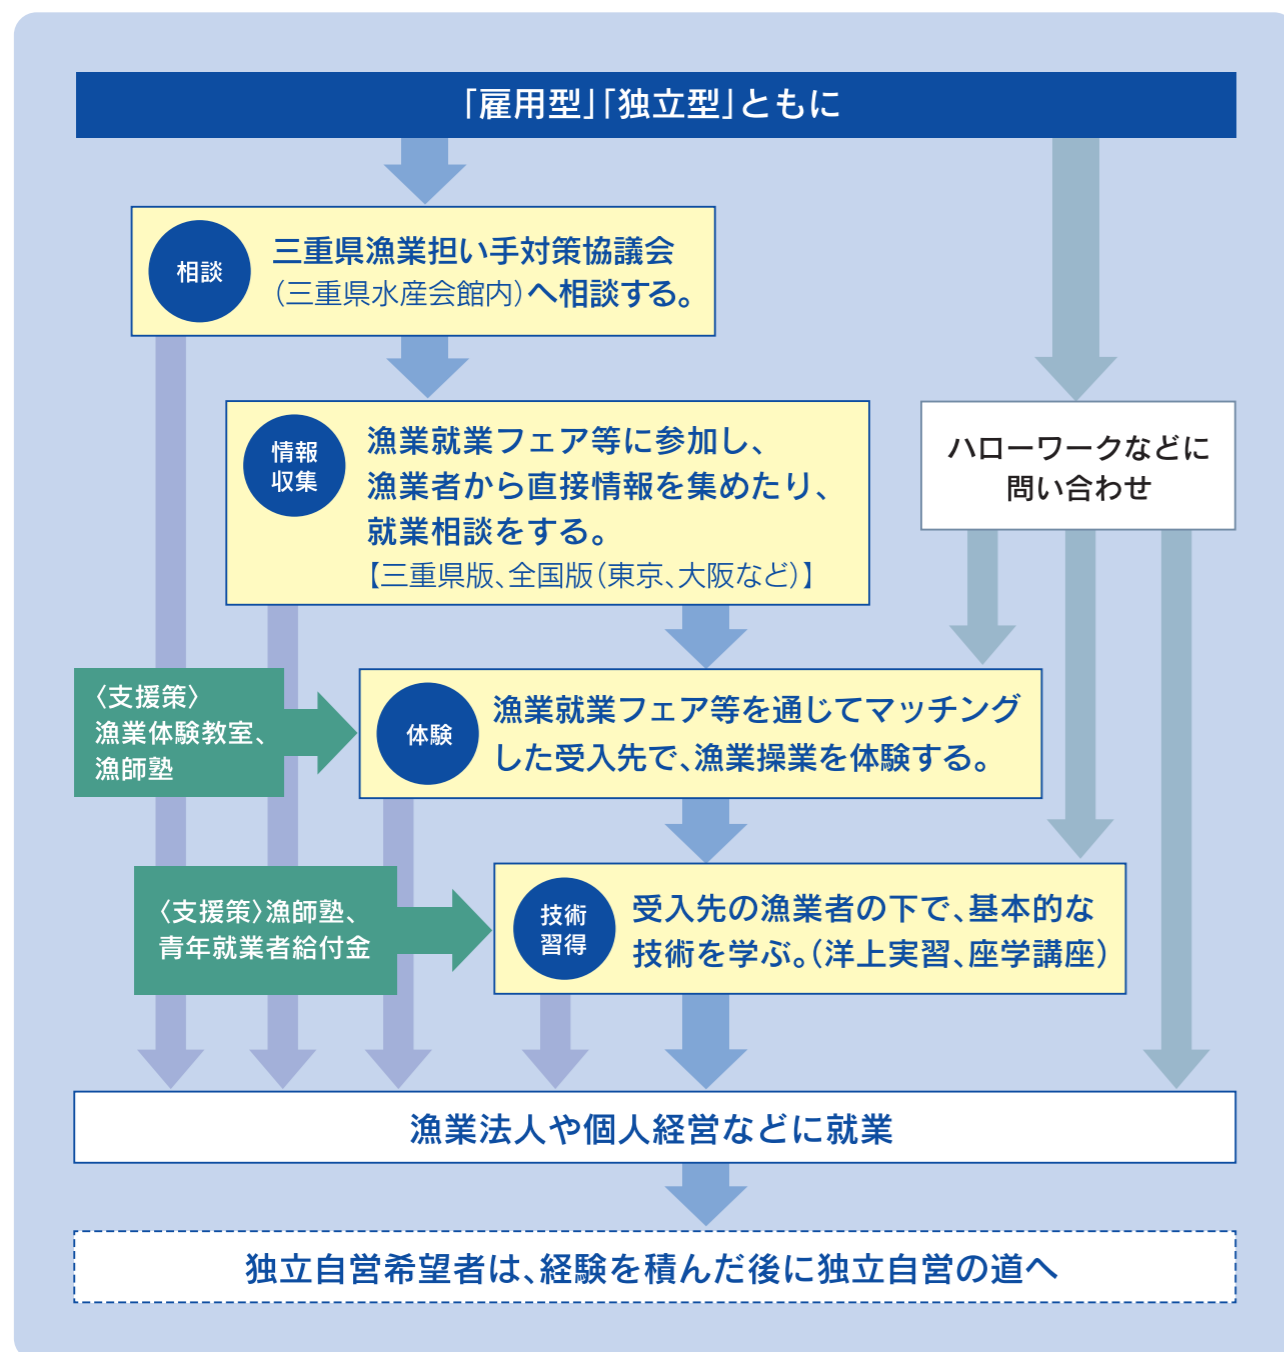 「雇用型」「独立型」ともに
相談
三重県漁業担い手対策協議会
（三重県水産会館内）へ相談する。
情報
収集
漁業就業フェア等に参加し、
漁業者から直接情報を集めたり、
就業相談をする。
【三重県版、全国版（東京、大阪など）】
ハローワークなどに
問い合わせ
〈支援策〉
漁業体験教室、
漁師塾
体験
漁業就業フェア等を通じてマッチング
した受入先で、漁業操業を体験する。
〈支援策〉漁師塾、
青年就業者給付金
技術
習得
受入先の漁業者の下で、基本的な
技術を学ぶ。（洋上実習、座学講座）
漁業法人や個人経営などに就業
独立自営希望者は、経験を積んだ後に独立自営の道へ